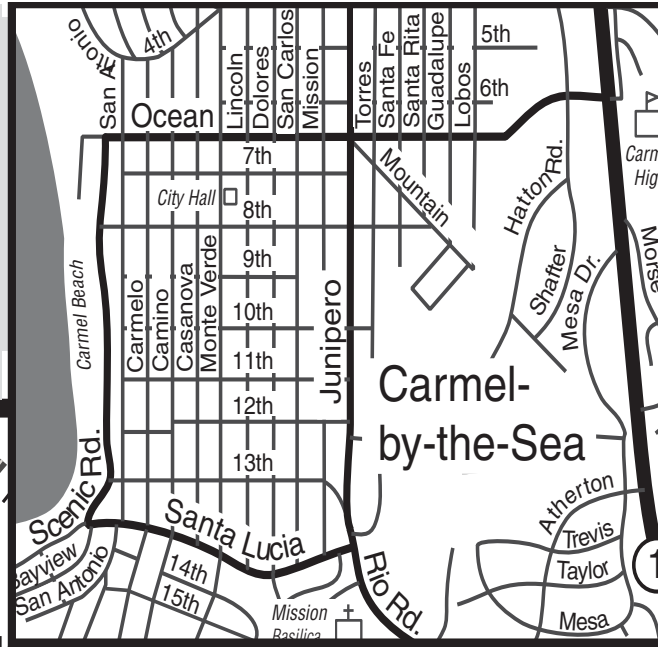 San Antonio
4th
5th
6th
Ocean
Lincoln
Dolores
San Carlos
Mission
Torres
Santa Fe
Santa Rita
Guadalupe
Lobos
7th
City Hall
8th
Mountain
Hatton Rd.
Shafter
Mesa Dr.
Morse
Carmel Beach
Carmelo
Camino
Casanova
Monte Verde
9th
10th
11th
12th
13th
Junipero
Carmel-
by-the-Sea
Scenic Rd.
Santa Lucia
Bayview
San Antonio
14th
15th
Mission
Basilica
Rio Rd.
Atherton
Trevis
Taylor
Mesa
1
Carm
Hig